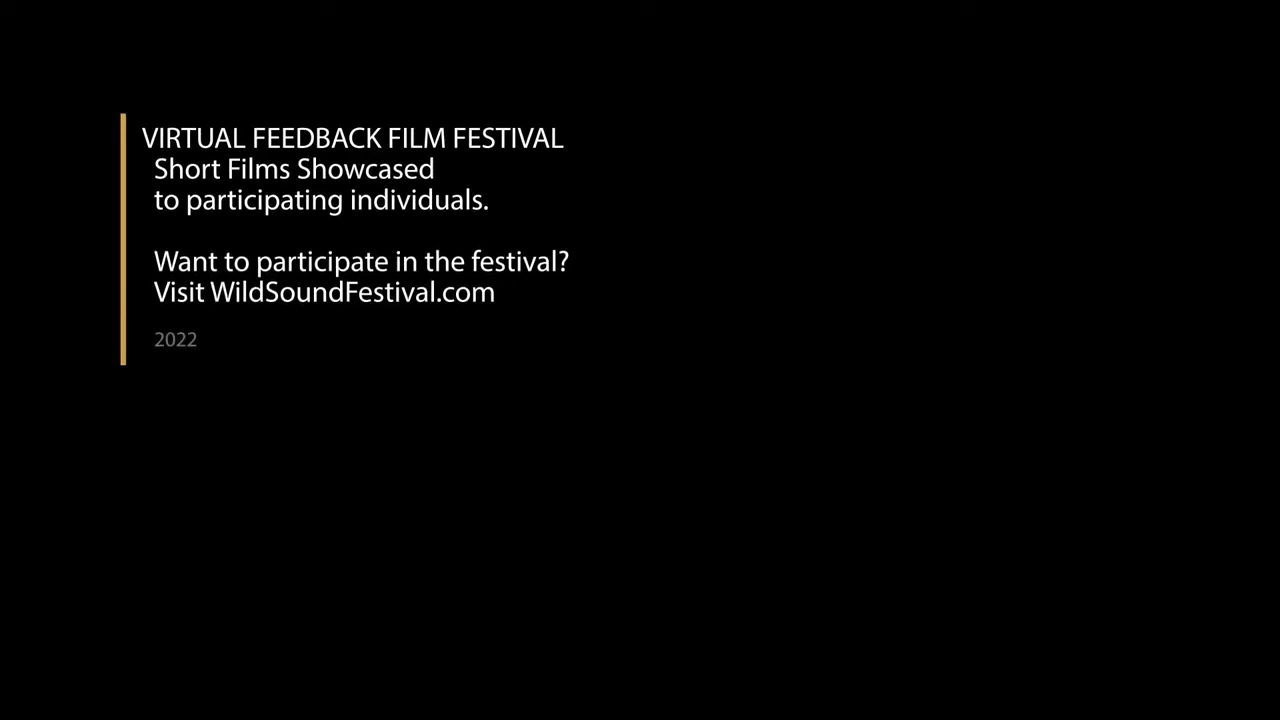 VIRTUAL FEEDBACK FILM FESTIVAL
Short Films Showcased
to participating individuals.
Want to participate in the festival?
Visit WildSoundFestival.com
2022